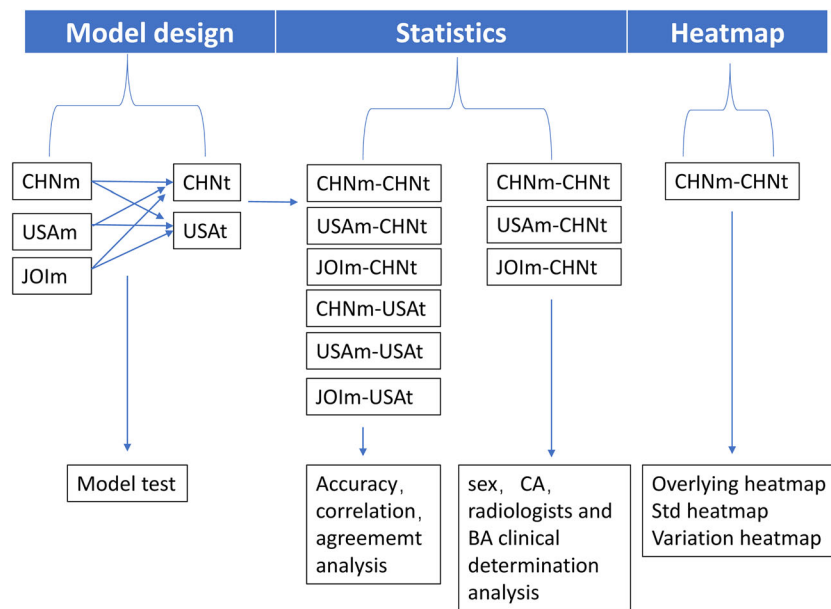 Model design
Statistics
Heatmap
CHNm
USAm
JOIm
CHNt
USAt
Model test
CHNm-CHNt
USAm-CHNt
JOIm-CHNt
CHNm-USAt
USAm-USAt
JOIm-USAt
Accuracy,
correlation,
agreememt
analysis
CHNm-CHNt
USAm-CHNt
JOIm-CHNt
sex, CA,
radiologists and
BA clinical
determination
analysis
CHNm-CHNt
Overlying heatmap
Std heatmap
Variation heatmap